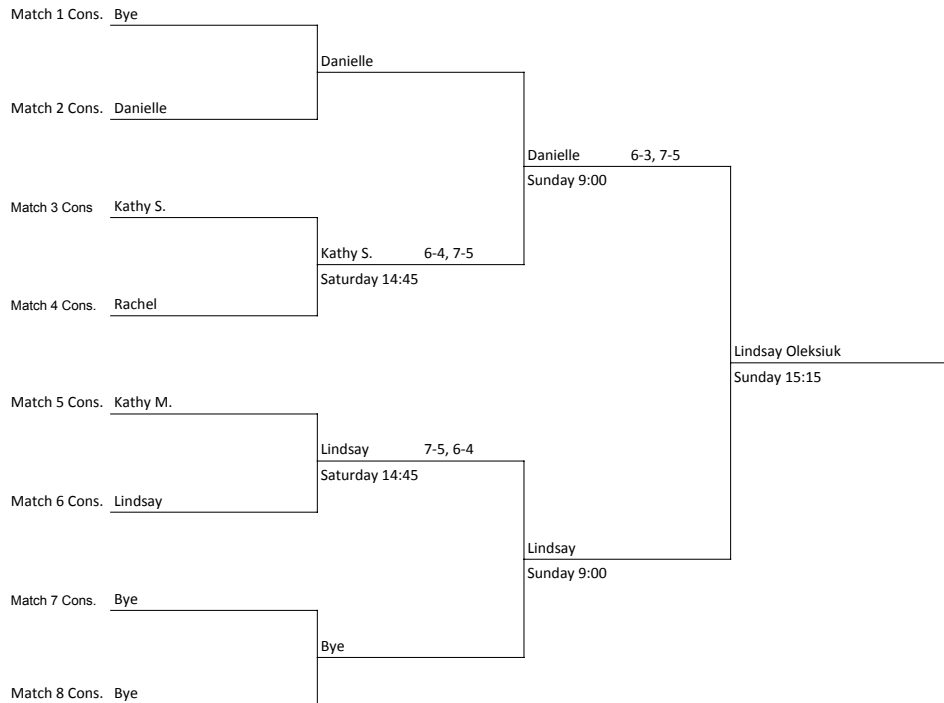 Match 1 Cons. Bye
Danielle
Match 2 Cons. Danielle
Danielle 6-3, 7-5
Sunday 9:00
Match 3 Cons Kathy S.
Kathy S. 6-4, 7-5
Saturday 14:45
Match 4 Cons. Rachel
Lindsay Oleksiuk
Sunday 15:15
Match 5 Cons. Kathy M.
Lindsay 7-5, 6-4
Saturday 14:45
Match 6 Cons. Lindsay
Lindsay
Sunday 9:00
Match 7 Cons. Bye
Bye
Match 8 Cons. Bye